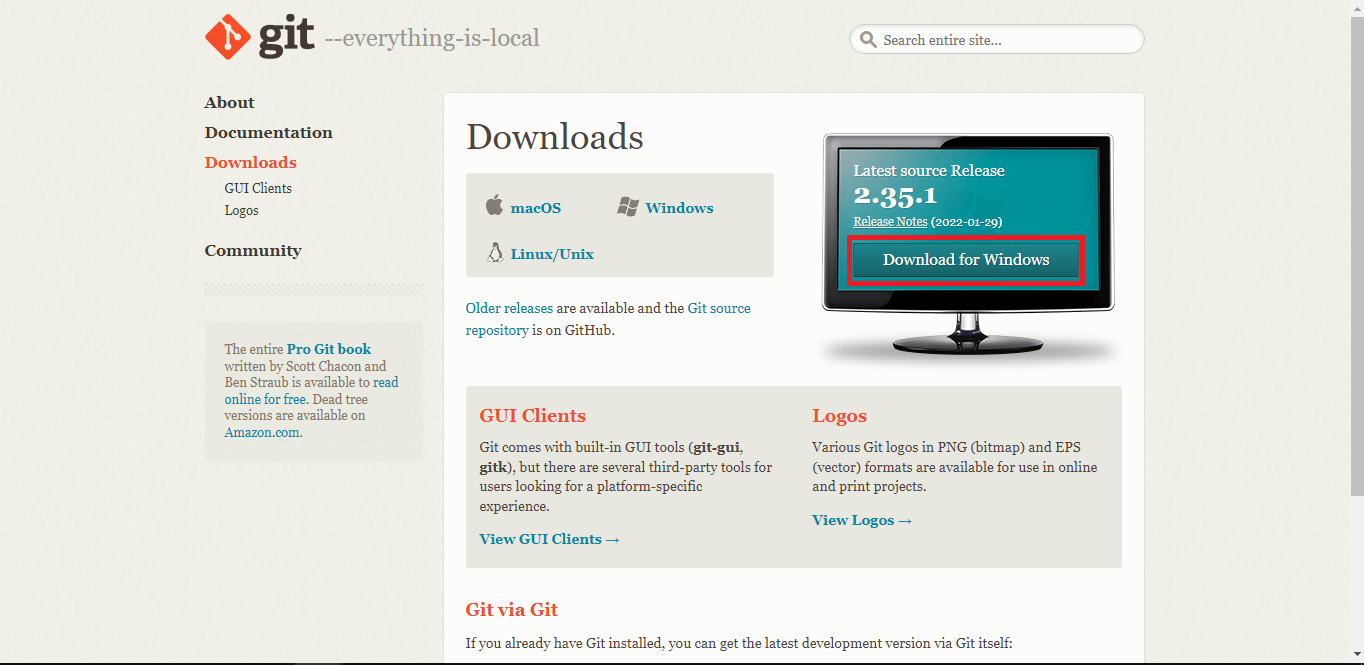 git --everything-is-local
Search entire site...
About
Documentation
Downloads
GUI Clients
Logos
Community
The entire Pro Git book
written by Scott Chacon and
Ben Straub is available to read
online for free. Dead tree
versions are available on
Amazon.com.
Downloads
macOS
Windows
Linux/Unix
Older releases are available and the Git source
repository is on GitHub.
Latest source Release
2.35.1
Release Notes (2022-01-29)
Download for Windows
GUI Clients
Git comes with built-in GUI tools (git-gui,
gitk), but there are several third-party tools for
users looking for a platform-specific
experience.
View GUI Clients →
Logos
Various Git logos in PNG (bitmap) and EPS
(vector) formats are available for use in online
and print projects.
View Logos →
Git via Git
If you already have Git installed, you can get the latest development version via Git itself: